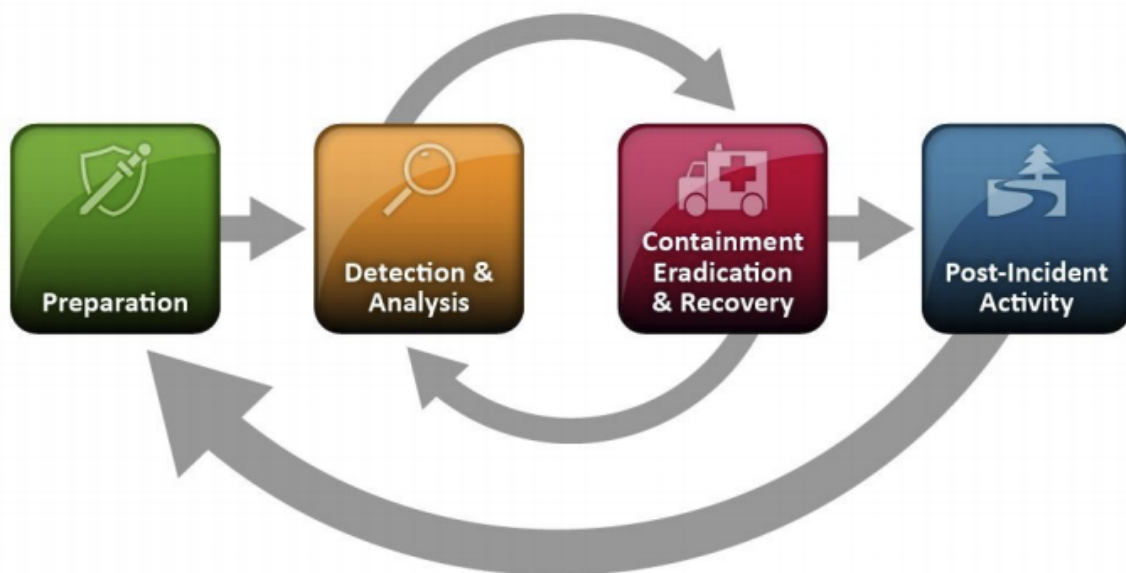 Preparation
Detection &
Analysis
Containment
Eradication
& Recovery
Post-Incident
Activity